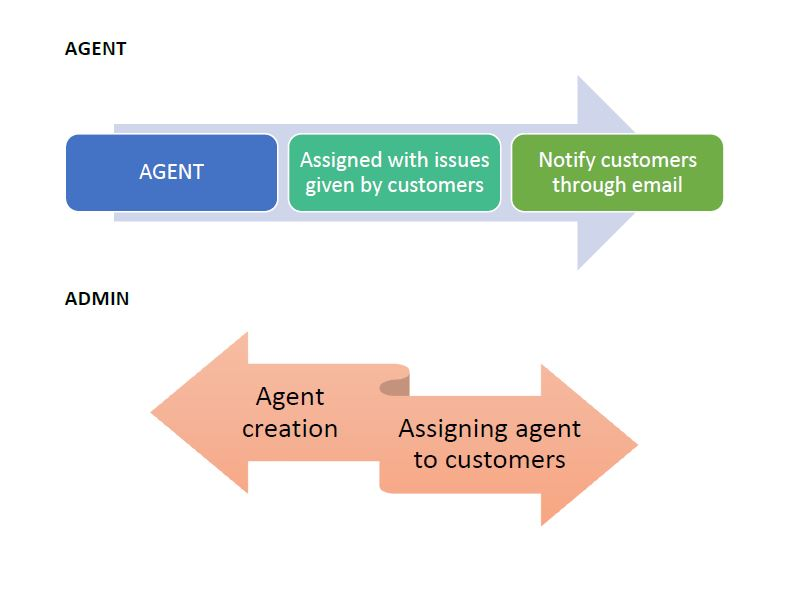 AGENT
AGENT
Assigned with issues
given by customers
Notify customers
through email
ADMIN
Agent
creation
Assigning agent
to customers